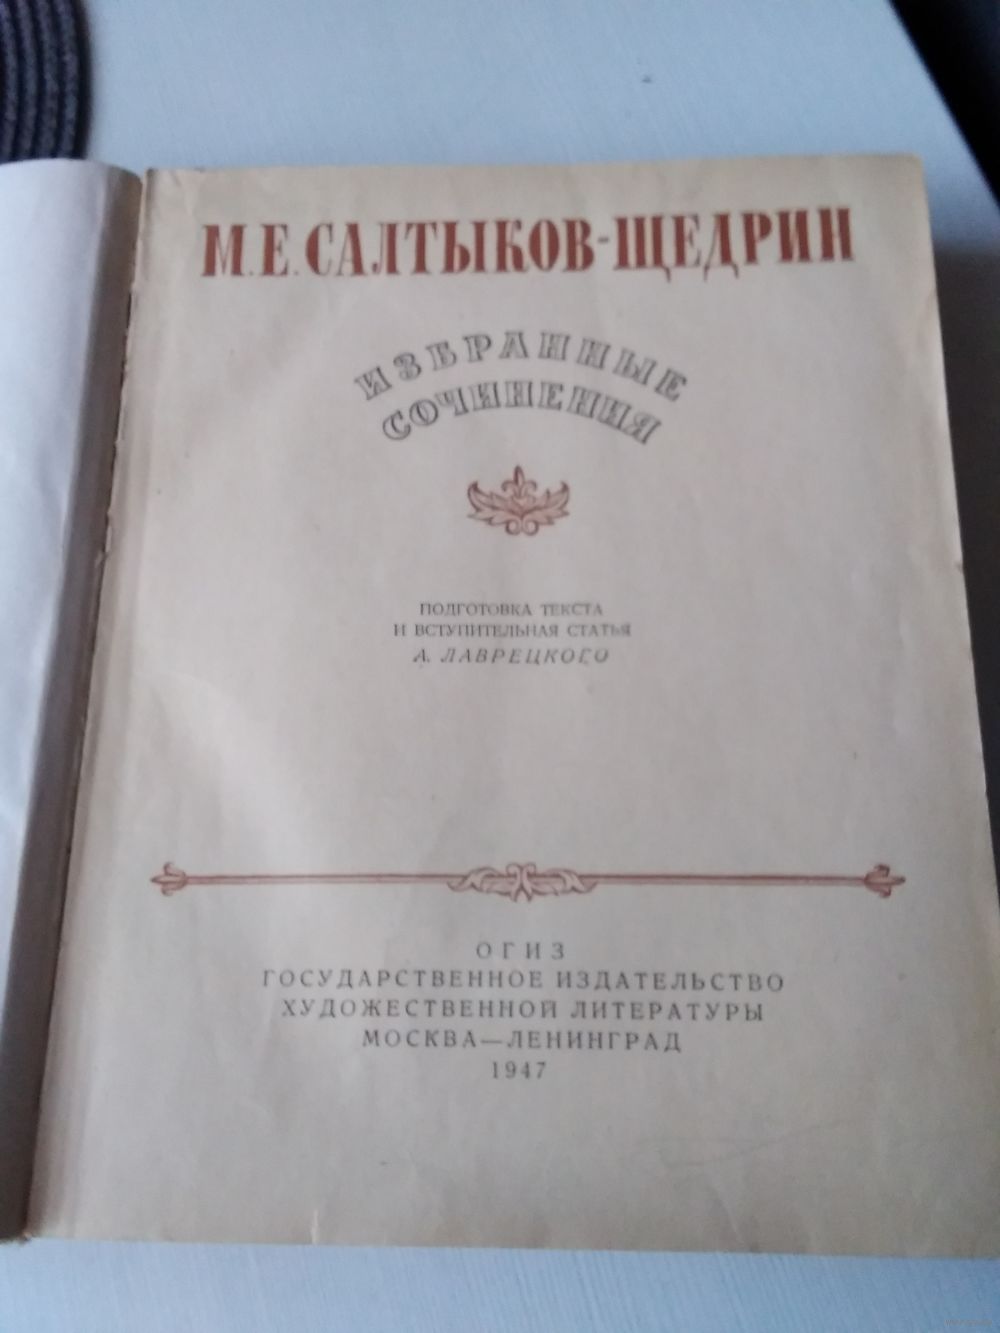 М.Е.САЛТЫКОВ-ЩЕДРИН
ИЗБРАННЫЕ
СОЧИНЕНИЯ
ПОДГОТОВКА ТЕКСТА
И ВСТУПИТЕЛЬНАЯ СТАТЬЯ
А. ЛАВРЕЦКОГО
ОГИЗ
ГОСУДАРСТВЕННОЕ ИЗДАТЕЛЬСТВО
ХУДОЖЕСТВЕННОЙ ЛИТЕРАТУРЫ
МОСКВА—ЛЕНИНГРАД
1947